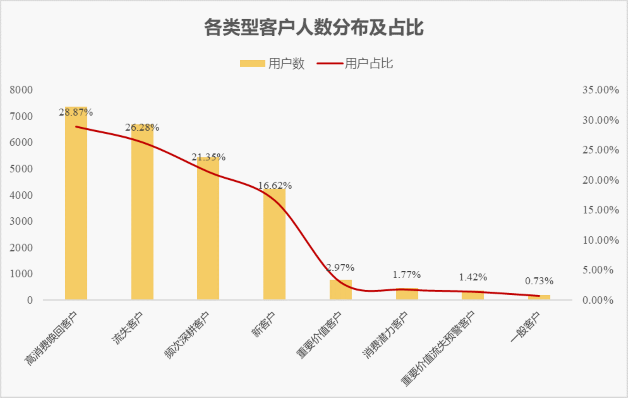 各类型客户人数分布及占比
用户数 用户占比
8000 35.00%
7000 30.00%
6000 25.00%
5000 20.00%
4000 15.00%
3000 10.00%
2000 5.00%
1000 0.00%
0
28.87%
26.28%
21.35%
16.62%
2.97%
1.77%
1.42%
0.73%
高消费唤回客户
流失客户
频次深耕客户
新客户
重要价值客户
消费潜力客户
重要价值流失预警客户
一般客户